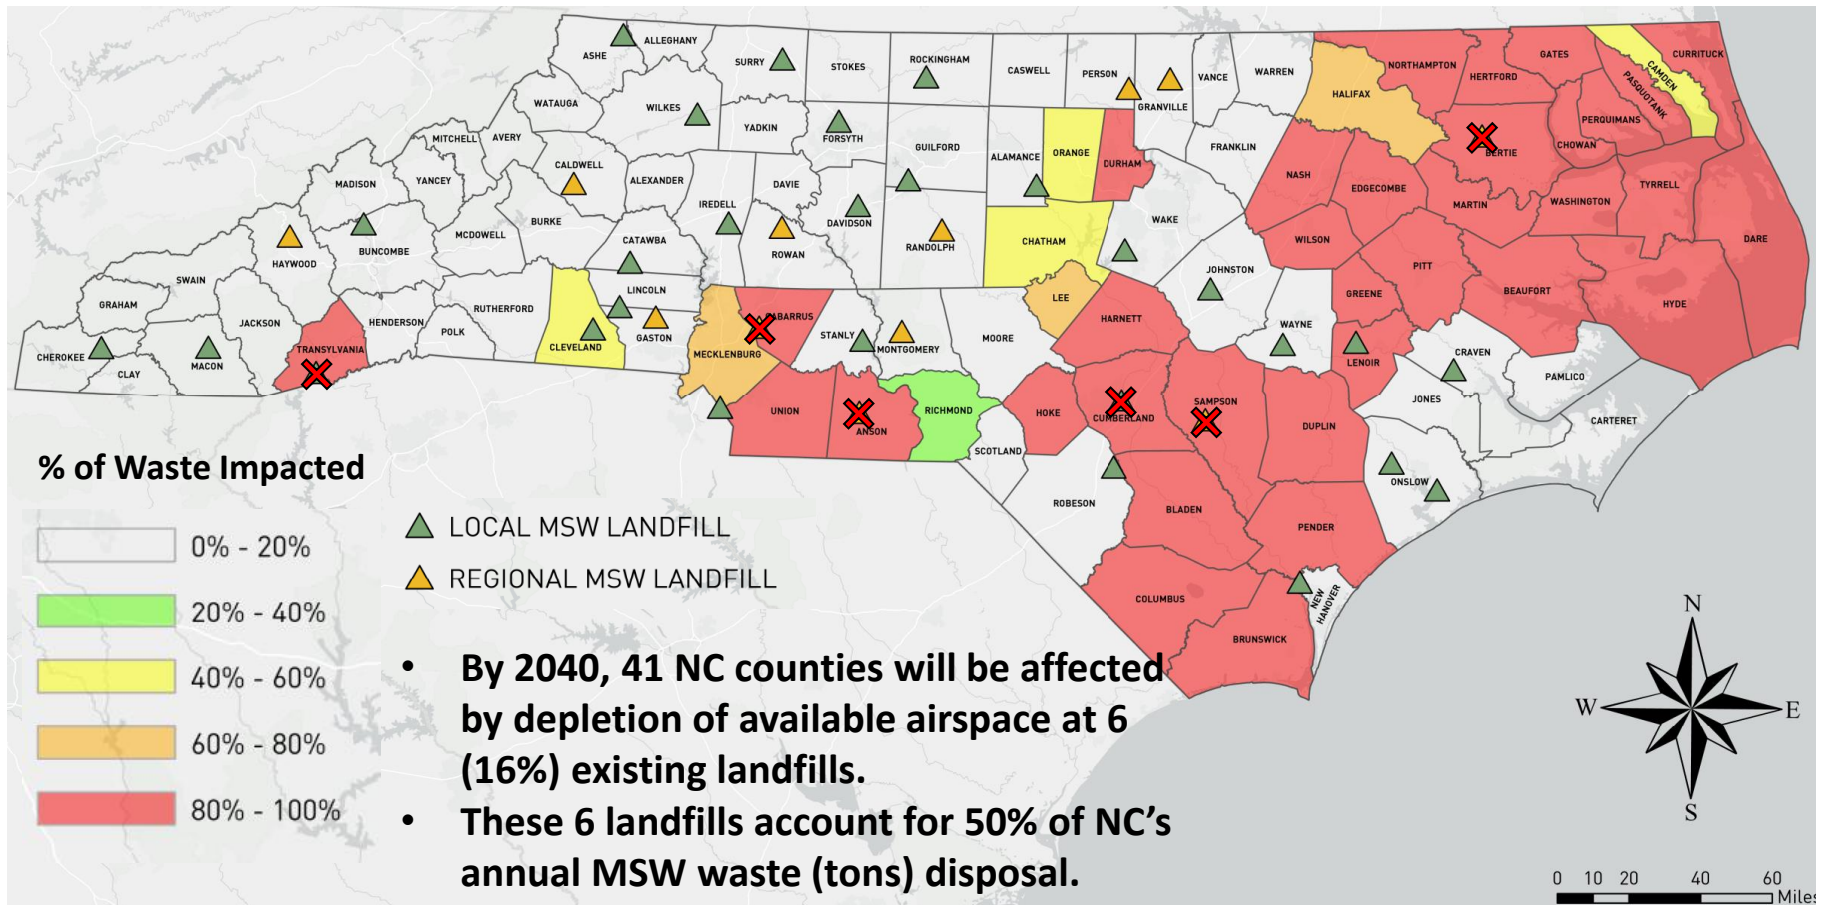 ASHE
ALLEGHANY
SURRY
STOKES
ROCKINGHAM
CASWELL
PERSON
GRANVILLE
VANCE
WARREN
HALIFAX
NORTHAMPTON
HERTFORD
GATES
CURRITUCK
CAMDEN
PASQUOTANK
PERQUIMANS
CHOWAN
BERTIE
WATAUGA
WILKES
YADKIN
FORSYTH
GUILFORD
ALAMANCE
ORANGE
DURHAM
FRANKLIN
NASH
EDGECOMBE
MARTIN
WASHINGTON
TYRRELL
DARE
MITCHELL
AVERY
CALDWELL
ALEXANDER
DAVIE
MADISON
YANCEY
IREDELL
DAVIDSON
BURKE
MCDOWELL
CATAWBA
ROWAN
RANDOLPH
CHATHAM
WAKE
WILSON
PITT
BEAUFORT
HYDE
HAYWOOD
BUNCOMBE
SWAIN
GRAHAM
JACKSON
HENDERSON
POLK
RUTHERFORD
LINCOLN
GASTON
CLEVELAND
CABARRUS
MECKLENBURG
STANLY
MONTGOMERY
MOORE
LEE
HARNETT
JOHNSTON
WAYNE
GREENE
LENOIR
CRAVEN
PAMLICO
JONES
CARTERET
CHEROKEE
CLAY
MACON
TRANSYLVANIA
UNION
ANSON
RICHMOND
SCOTLAND
HOKE
CUMBERLAND
SAMPSON
DUPLIN
ONSLOW
ROBESON
BLADEN
PENDER
COLUMBUS
BRUNSWICK
NEW
HANOVER
% of Waste Impacted
0% - 20%
20% - 40%
40% - 60%
60% - 80%
80% - 100%
LOCAL MSW LANDFILL
REGIONAL MSW LANDFILL
• By 2040, 41 NC counties will be affected
by depletion of available airspace at 6
(16%) existing landfills.
• These 6 landfills account for 50% of NC’s
annual MSW waste (tons) disposal.
N
W
E
S
0 10 20 40 60
Miles